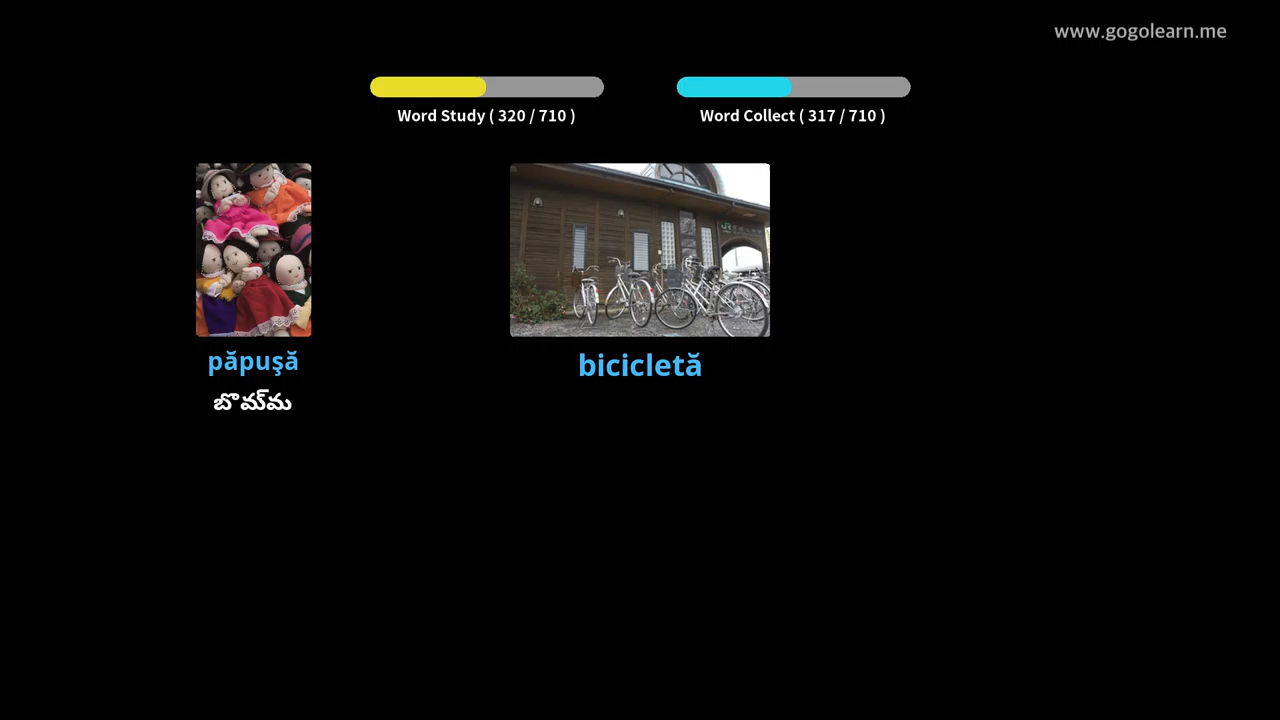 www.gogolearn.me
Word Study ( 320 / 710 )
Word Collect ( 317 / 710 )
păpuşă
బొమ్మ
bicicletă